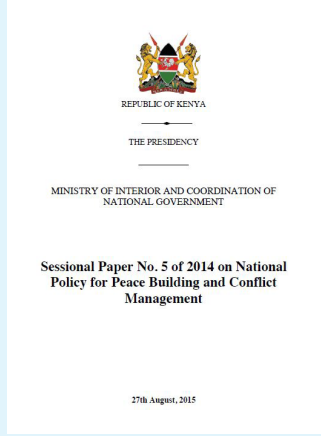 REPUBLIC OF KENYA
THE PRESIDENCY
MINISTRY OF INTERIOR AND COORDINATION OF
NATIONAL GOVERNMENT
Sessional Paper No. 5 of 2014 on National
Policy for Peace Building and Conflict
Management
27th August, 2015